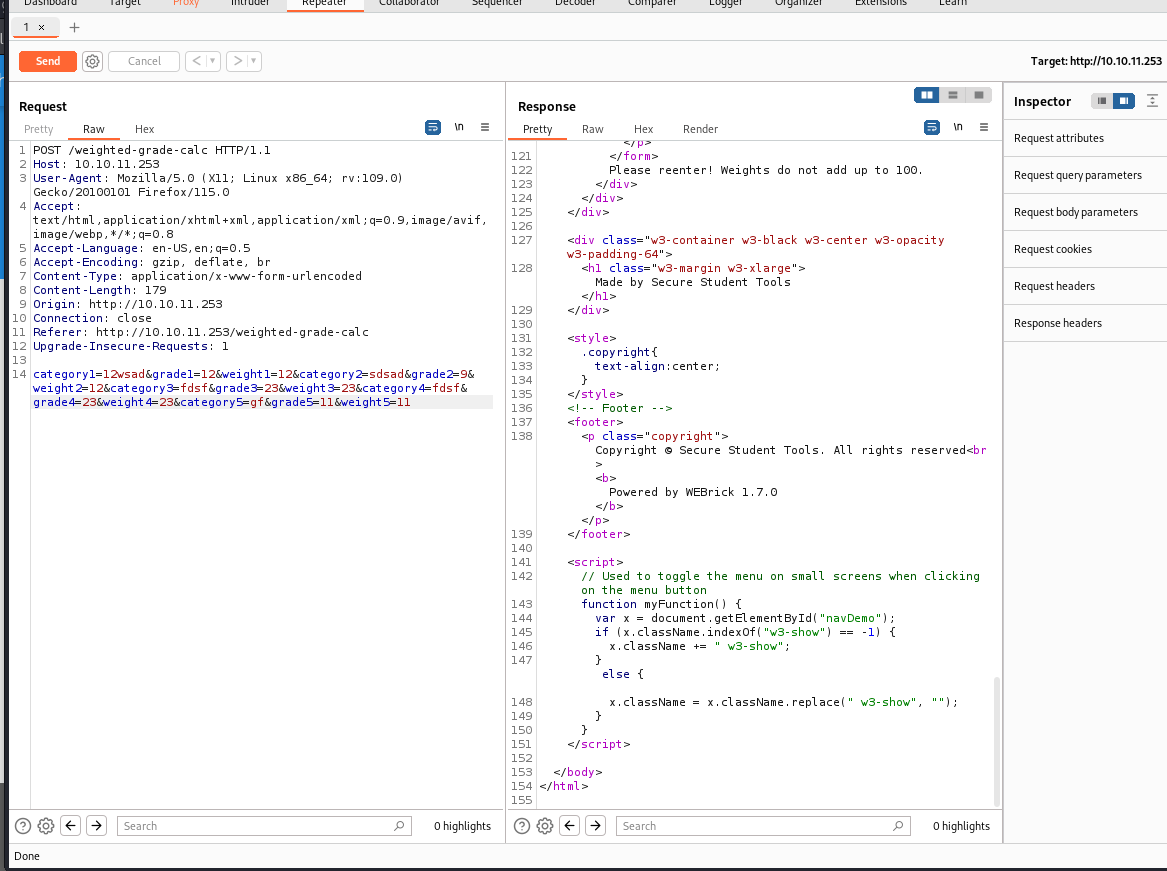 Dashboard Target Proxy Intruder Repeater Collaborator Sequencer Decoder Comparer Logger Organizer Extensions Learn
1 × +
Send Cancel < > Target: http://10.10.11.253
Request
Pretty Raw Hex \n
1 POST /weighted-grade-calc HTTP/1.1
2 Host: 10.10.11.253
3 User-Agent: Mozilla/5.0 (X11; Linux x86_64; rv:109.0)
Gecko/20100101 Firefox/115.0
4 Accept:
text/html,application/xhtml+xml,application/xml;q=0.9,image/avif,
image/webp,*/*;q=0.8
5 Accept-Language: en-US,en;q=0.5
6 Accept-Encoding: gzip, deflate, br
7 Content-Type: application/x-www-form-urlencoded
8 Content-Length: 179
9 Origin: http://10.10.11.253
10 Connection: close
11 Referer: http://10.10.11.253/weighted-grade-calc
12 Upgrade-Insecure-Requests: 1
13
14 category1=12wsad&grade1=12&weight1=12&category2=sdsad&grade2=9&
weight2=12&category3=fdsf&grade3=23&weight3=23&category4=fdsf&
grade4=23&weight4=23&category5=gf&grade5=11&weight5=11
Search 0 highlights
Response
Pretty Raw Hex Render \n
</p>
121 </form>
122 Please reenter! Weights do not add up to 100.
123 </div>
124 </div>
125 </div>
126
127 <div class="w3-container w3-black w3-center w3-opacity
w3-padding-64">
128 <h1 class="w3-margin w3-xlarge">
Made by Secure Student Tools
</h1>
129 </div>
130
131 <style>
132 .copyright{
133 text-align:center;
134 }
135 </style>
136 <!-- Footer -->
137 <footer>
138 <p class="copyright">
Copyright © Secure Student Tools. All rights reserved<br
>
<b>
Powered by WEBrick 1.7.0
</b>
</p>
139 </footer>
140
141 <script>
142 // Used to toggle the menu on small screens when clicking
on the menu button
143 function myFunction() {
144 var x = document.getElementById("navDemo");
145 if (x.className.indexOf("w3-show") == -1) {
146 x.className += " w3-show";
147 }
else {
148 x.className = x.className.replace(" w3-show", "");
149 }
150 }
151 </script>
152
153 </body>
154 </html>
155
Search 0 highlights
Inspector
Request attributes
Request query parameters
Request body parameters
Request cookies
Request headers
Response headers
Done